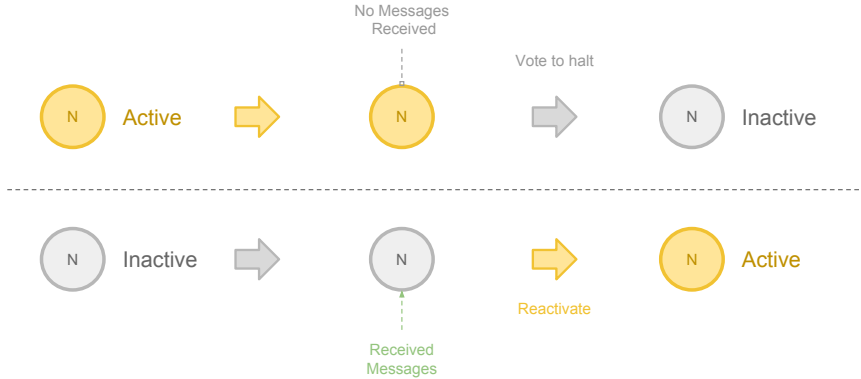 No Messages
Received
Vote to halt
N
Active
N
N
Inactive
N
Inactive
N
N
Active
Reactivate
Received
Messages